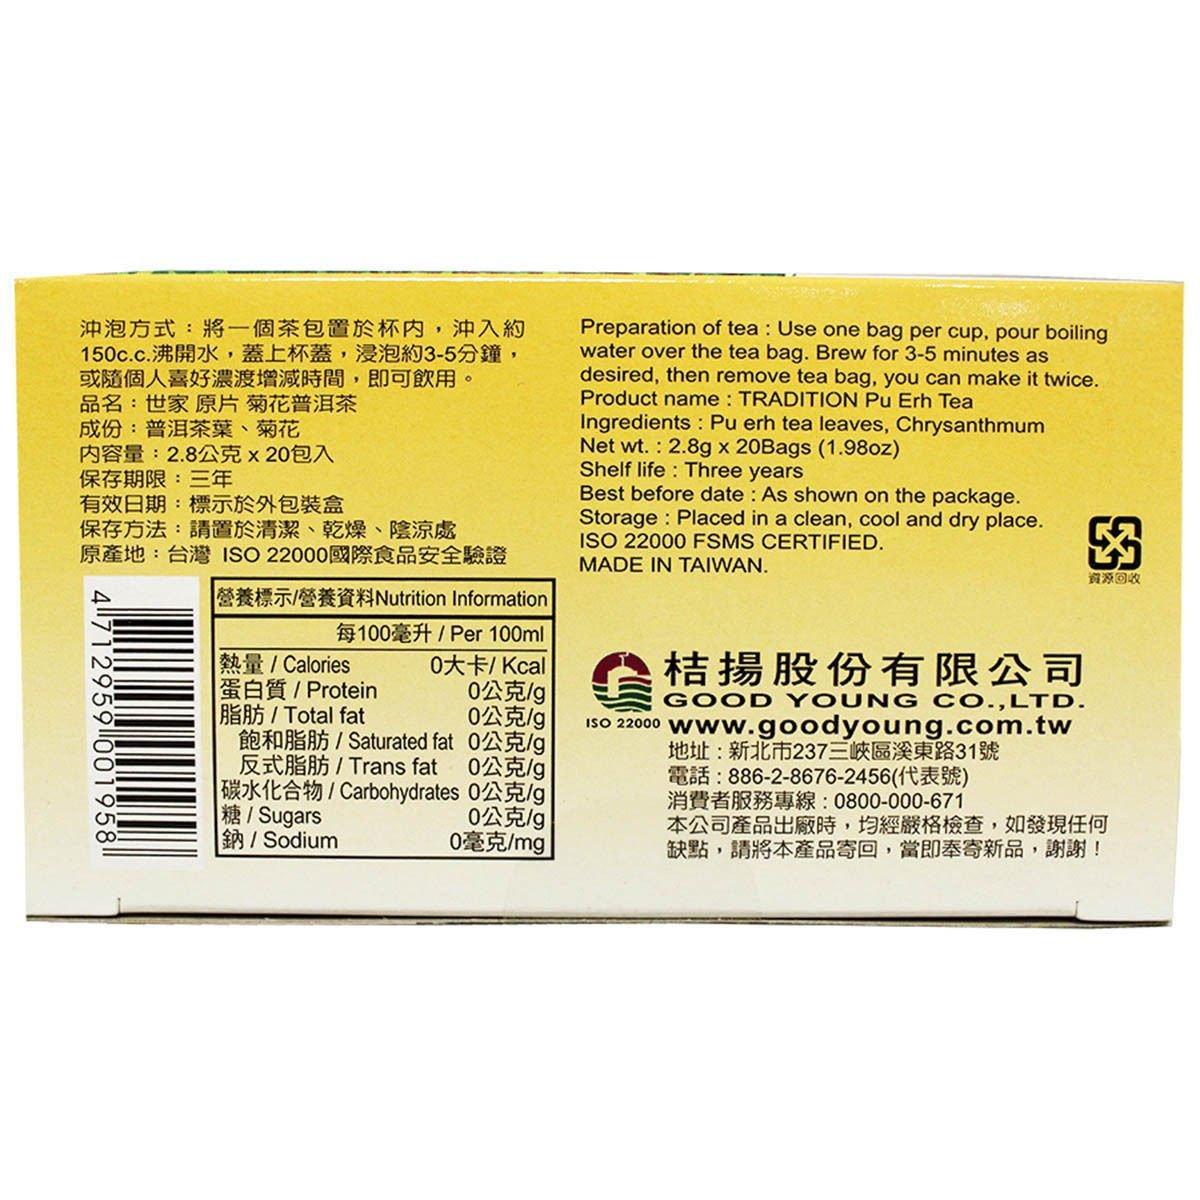 沖泡方式：將一個茶包置於杯內，沖入約
150c.c.沸開水，蓋上杯蓋，浸泡約3-5分鐘，
或隨個人喜好濃渡增減時間，即可飲用。
品名：世家 原片 菊花普洱茶
成份：普洱茶葉、菊花
內容量：2.8公克 x 20包入
保存期限：三年
有效日期：標示於外包裝盒
保存方法：請置於清潔、乾燥、陰涼處
原產地：台灣 ISO 22000國際食品安全驗證
Preparation of tea : Use one bag per cup, pour boiling
water over the tea bag. Brew for 3-5 minutes as
desired, then remove tea bag, you can make it twice.
Product name : TRADITION Pu Erh Tea
Ingredients : Pu erh tea leaves, Chrysanthmum
Net wt. : 2.8g x 20Bags (1.98oz)
Shelf life : Three years
Best before date : As shown on the package.
Storage : Placed in a clean, cool and dry place.
ISO 22000 FSMS CERTIFIED.
MADE IN TAIWAN.
資源回收
4 712959 001958
營養標示/營養資料Nutrition Information
每100毫升 / Per 100ml
熱量 / Calories 0大卡/ Kcal
蛋白質 / Protein 0公克/g
脂肪 / Total fat 0公克/g
飽和脂肪 / Saturated fat 0公克/g
反式脂肪 / Trans fat 0公克/g
碳水化合物 / Carbohydrates 0公克/g
糖 / Sugars 0公克/g
鈉 / Sodium 0毫克/mg
桔揚股份有限公司
GOOD YOUNG CO.,LTD.
ISO 22000 www.goodyoung.com.tw
地址 : 新北市237三峽區溪東路31號
電話 : 886-2-8676-2456(代表號)
消費者服務專線 : 0800-000-671
本公司產品出廠時，均經嚴格檢查，如發現任何
缺點，請將本產品寄回，當即奉寄新品，謝謝！